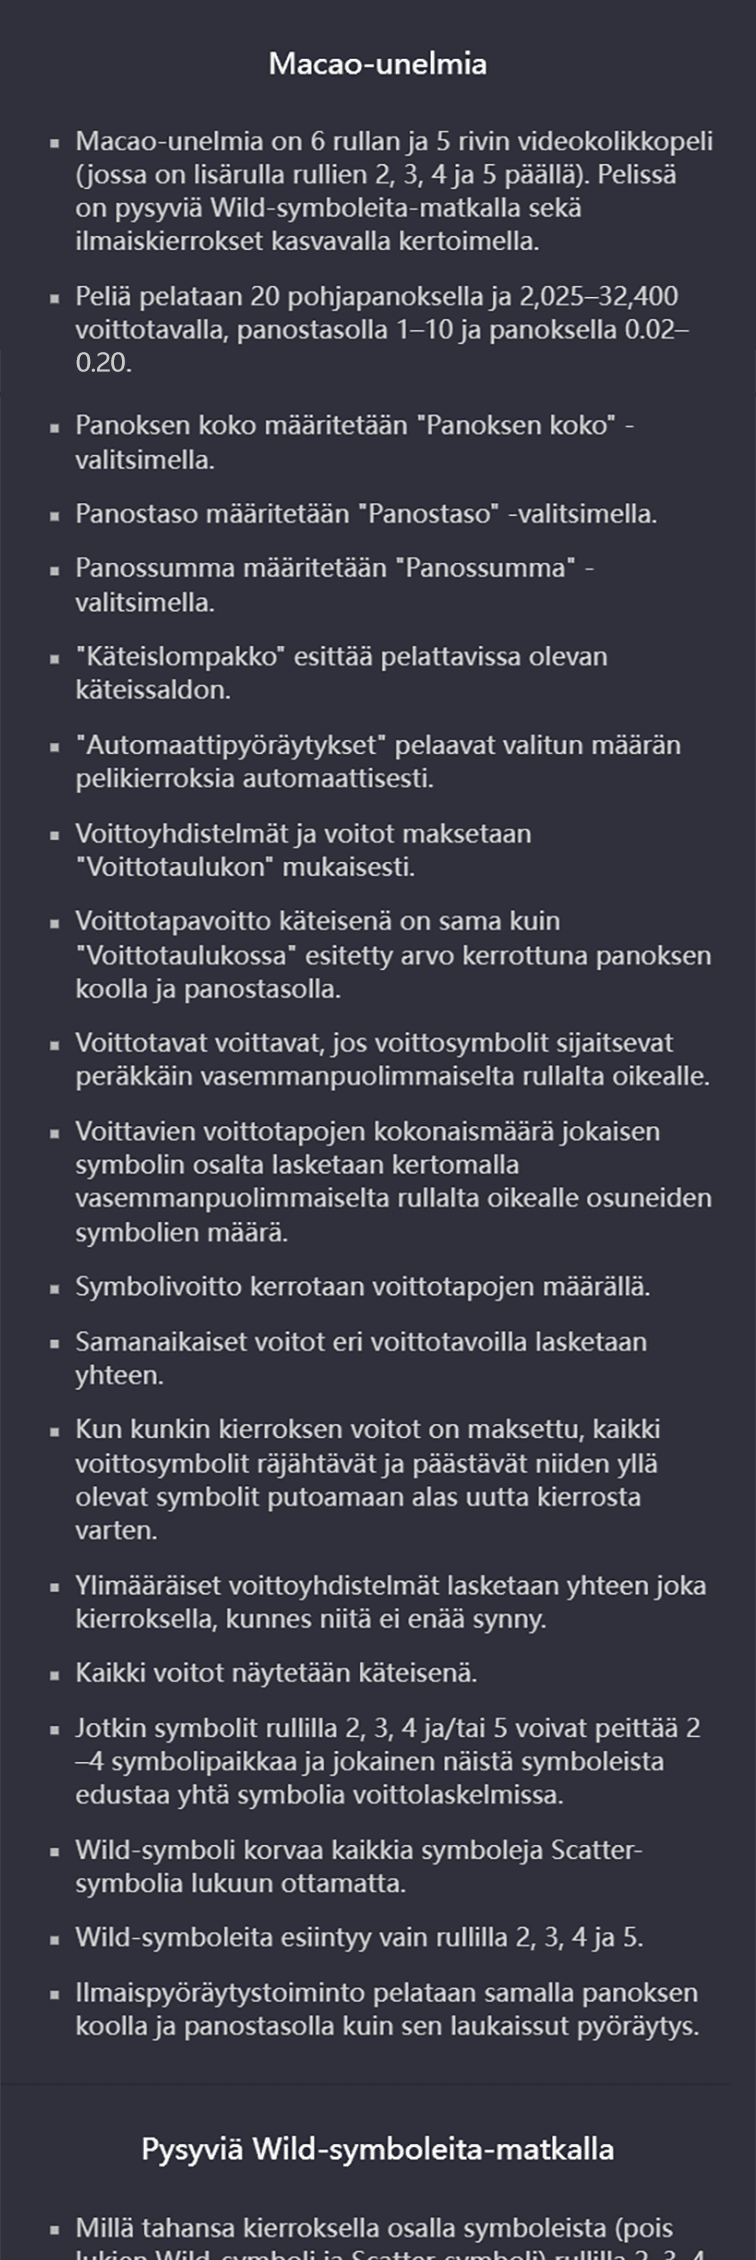 Macao-unelmia
▪ Macao-unelmia on 6 rullan ja 5 rivin videokolikkopeli
(jossa on lisärulla rullien 2, 3, 4 ja 5 päällä). Pelissä
on pysyviä Wild-symboleita-matkalla sekä
ilmaiskierrokset kasvavalla kertoimella.
▪ Peliä pelataan 20 pohjapanoksella ja 2,025–32,400
voittotavalla, panostasolla 1–10 ja panoksella 0.02–
0.20.
▪ Panoksen koko määritetään "Panoksen koko" -
valitsimella.
▪ Panostaso määritetään "Panostaso" -valitsimella.
▪ Panossumma määritetään "Panossumma" -
valitsimella.
▪ "Käteislompakko" esittää pelattavissa olevan
käteissaldon.
▪ "Automaattipyöräytykset" pelaavat valitun määrän
pelikierroksia automaattisesti.
▪ Voittoyhdistelmät ja voitot maksetaan
"Voittotaulukon" mukaisesti.
▪ Voittotapavoitto käteisenä on sama kuin
"Voittotaulukossa" esitetty arvo kerrottuna panoksen
koolla ja panostasolla.
▪ Voittotavat voittavat, jos voittosymbolit sijaitsevat
peräkkäin vasemmanpuolimmaiselta rullalta oikealle.
▪ Voittavien voittotapojen kokonaismäärä jokaisen
symbolin osalta lasketaan kertomalla
vasemmanpuolimmaiselta rullalta oikealle osuneiden
symbolien määrä.
▪ Symbolivoitto kerrotaan voittotapojen määrällä.
▪ Samanaikaiset voitot eri voittotavoilla lasketaan
yhteen.
▪ Kun kunkin kierroksen voitot on maksettu, kaikki
voittosymbolit räjähtävät ja päästävät niiden yllä
olevat symbolit putoamaan alas uutta kierrosta
varten.
▪ Ylimääräiset voittoyhdistelmät lasketaan yhteen joka
kierroksella, kunnes niitä ei enää synny.
▪ Kaikki voitot näytetään käteisenä.
▪ Jotkin symbolit rullilla 2, 3, 4 ja/tai 5 voivat peittää 2
–4 symbolipaikkaa ja jokainen näistä symboleista
edustaa yhtä symbolia voittolaskelmissa.
▪ Wild-symboli korvaa kaikkia symboleja Scatter-
symbolia lukuun ottamatta.
▪ Wild-symboleita esiintyy vain rullilla 2, 3, 4 ja 5.
▪ Ilmaispyöräytystoiminto pelataan samalla panoksen
koolla ja panostasolla kuin sen laukaissut pyöräytys.
Pysyviä Wild-symboleita-matkalla
▪ Millä tahansa kierroksella osalla symboleista (pois
lukien Wild-symboli ja Scatter-symboli) rullilla 2, 3, 4